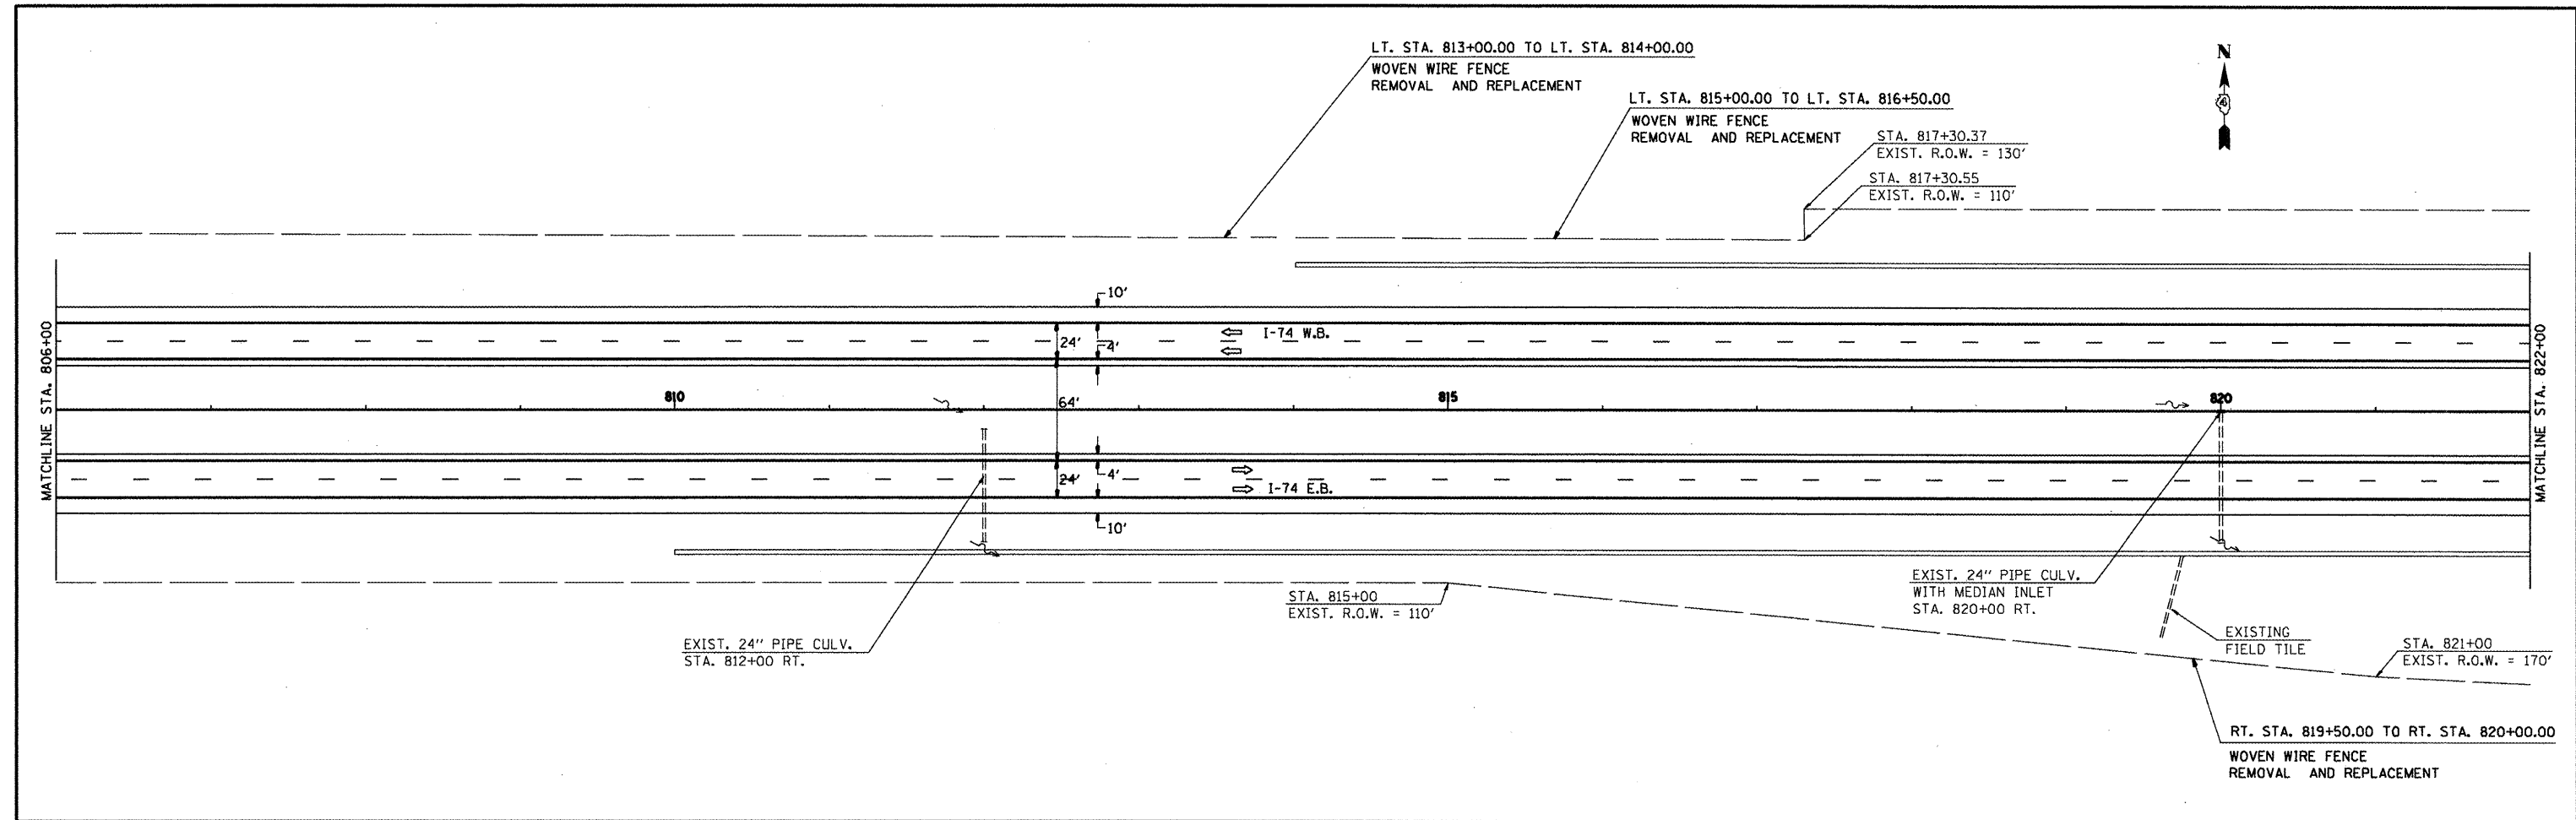 LT. STA. 813+00.00 TO LT. STA. 814+00.00
WOVEN WIRE FENCE
REMOVAL AND REPLACEMENT
N
LT. STA. 815+00.00 TO LT. STA. 816+50.00
WOVEN WIRE FENCE
REMOVAL AND REPLACEMENT
STA. 817+30.37
EXIST. R.O.W. = 130'
STA. 817+30.55
EXIST. R.O.W. = 110'
MATCHLINE STA. 806+00
10'
24'
4'
I-74 W.B.
810
64'
815
820
MATCHLINE STA. 822+00
24'
4'
I-74 E.B.
10'
EXIST. 24" PIPE CULV.
STA. 812+00 RT.
STA. 815+00
EXIST. R.O.W. = 110'
EXIST. 24" PIPE CULV.
WITH MEDIAN INLET
STA. 820+00 RT.
EXISTING
FIELD TILE
STA. 821+00
EXIST. R.O.W. = 170'
RT. STA. 819+50.00 TO RT. STA. 820+00.00
WOVEN WIRE FENCE
REMOVAL AND REPLACEMENT